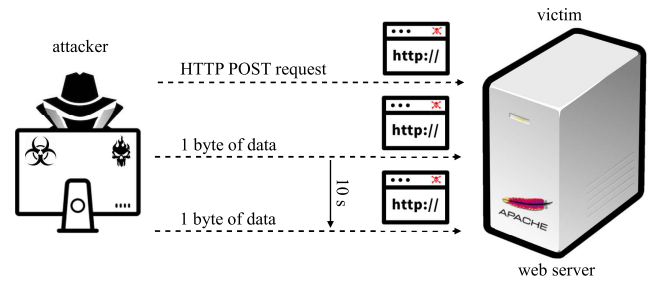 victim
attacker
HTTP POST request
http://
1 byte of data
http://
10 s
1 byte of data
http://
APACHE
web server